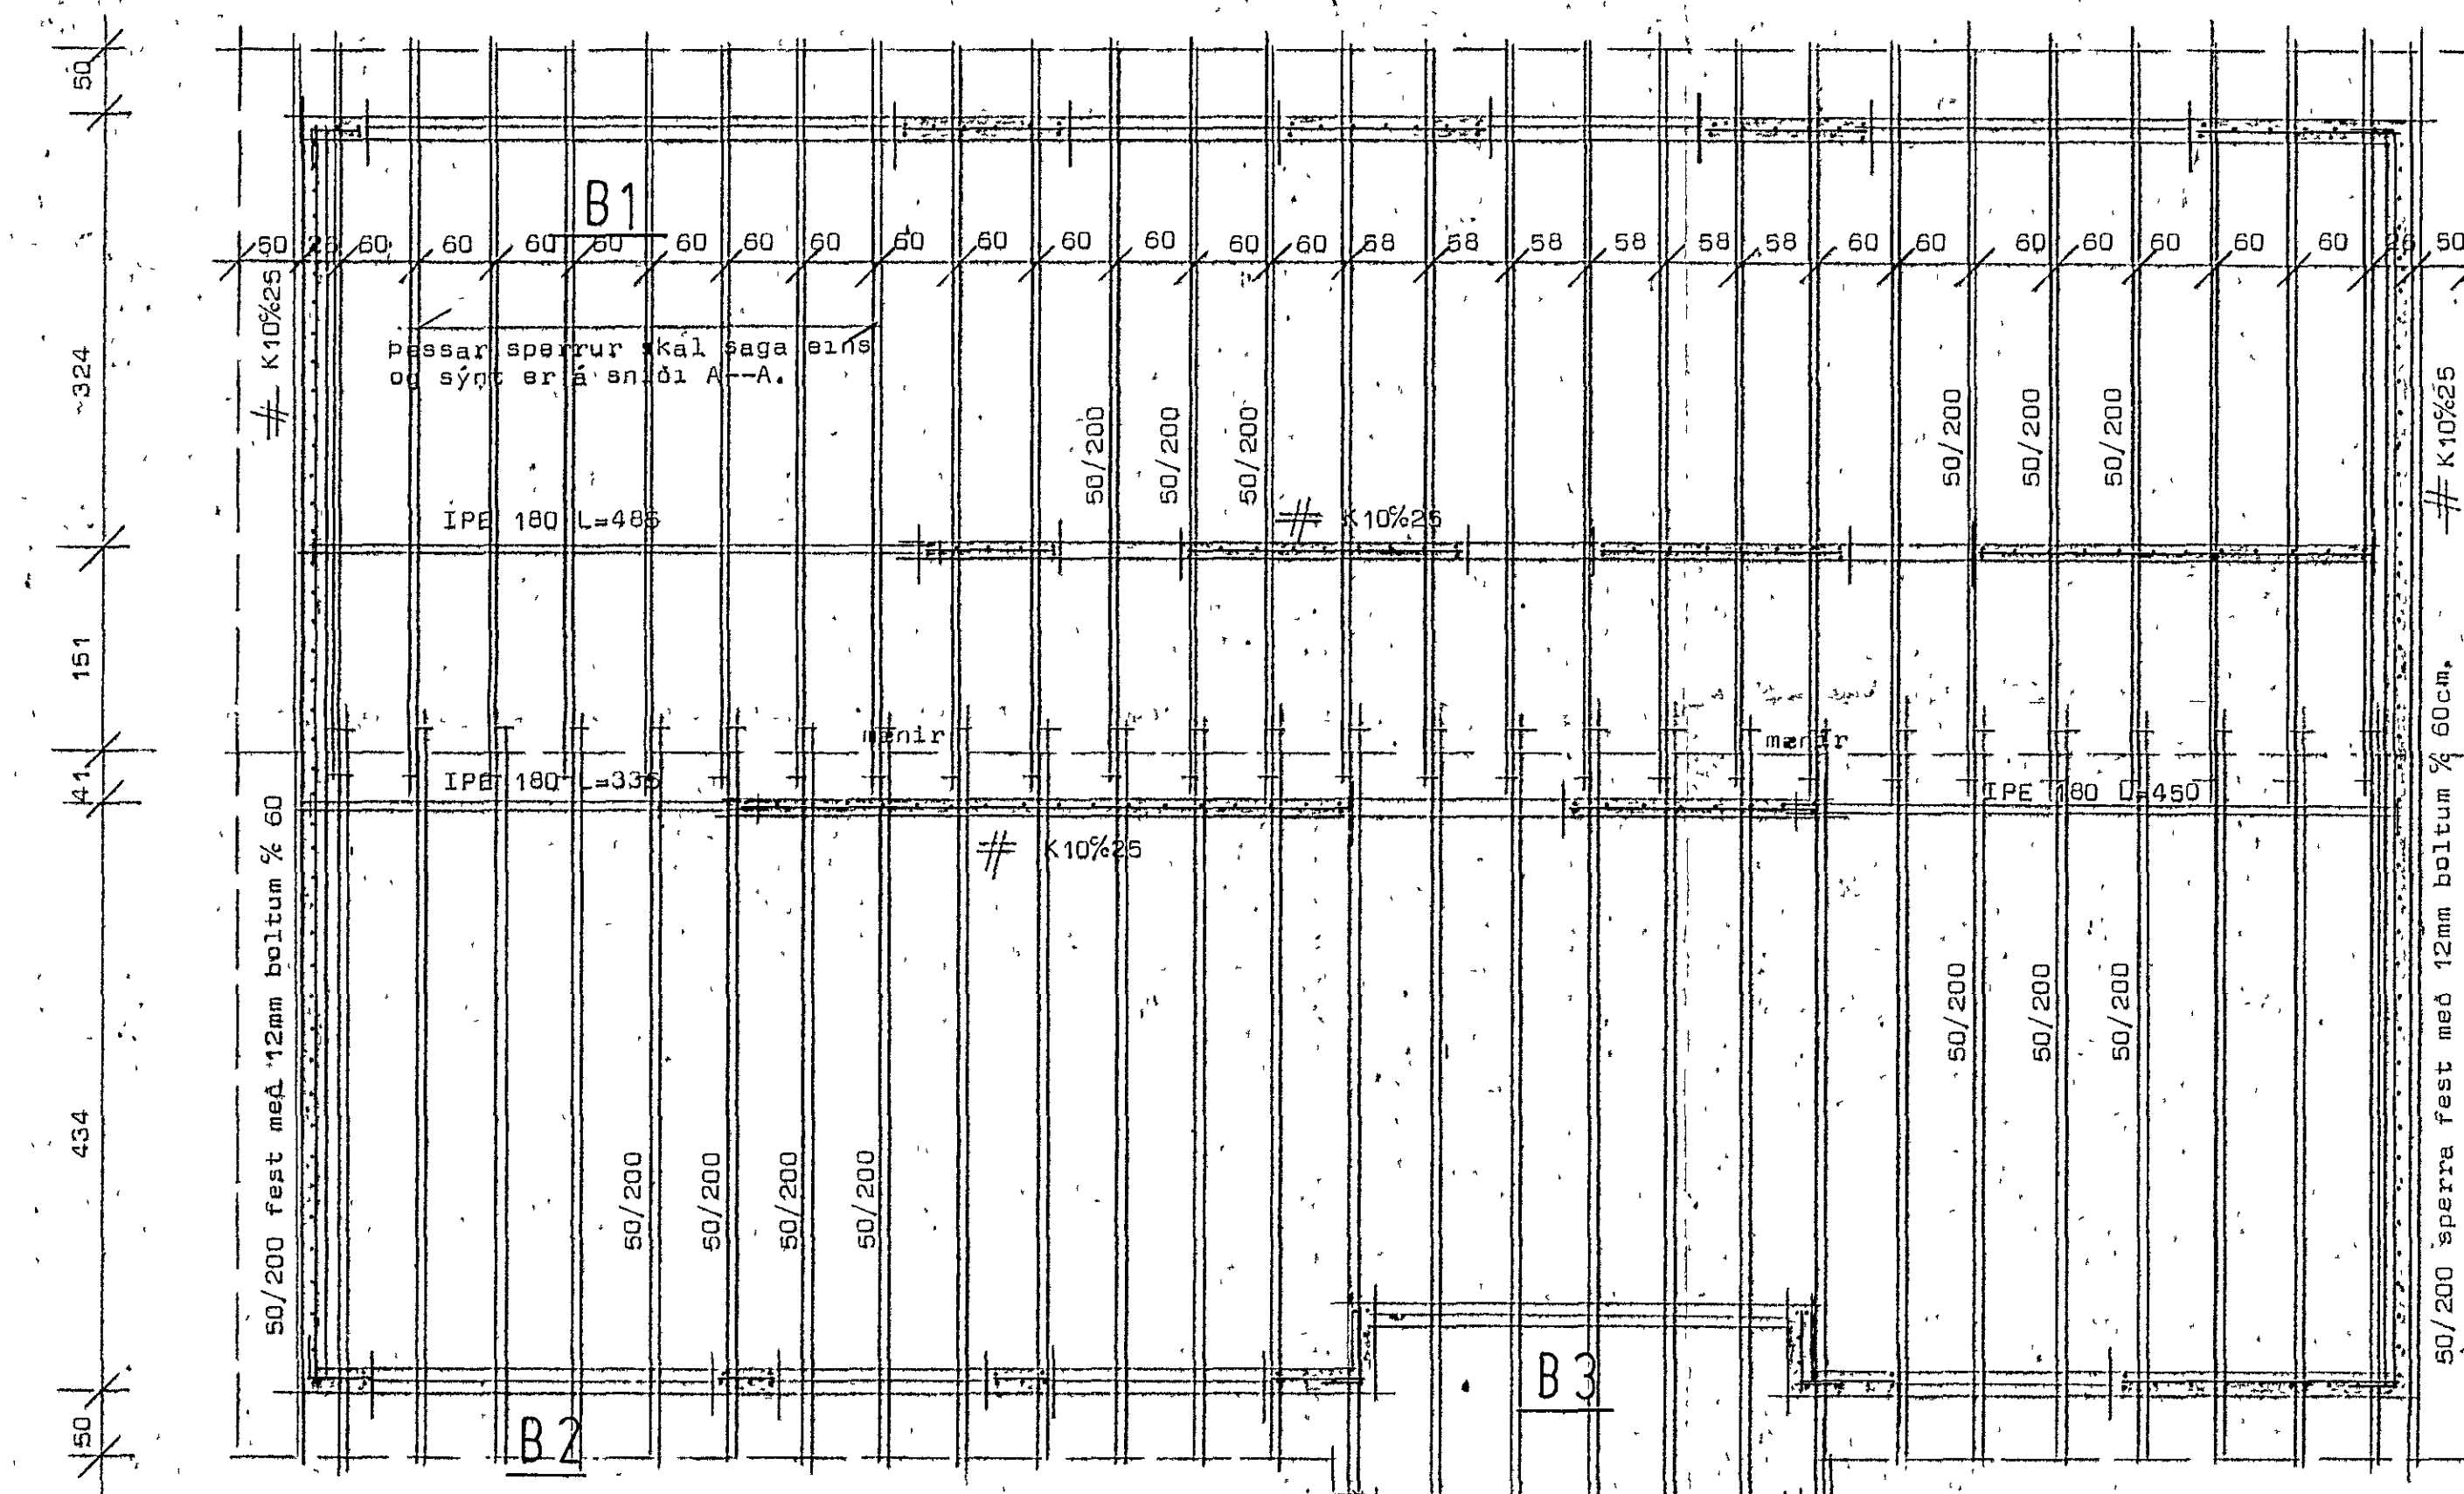 B1
50 26 60 60 60 60 60 60 60 60 60 60 60 60 60 58 58 58 58 58 58 60 60 60 60 60 60 60 26 50
þessar sperrur skal saga eins
og sýnt er á sniði A--A.
50
324
151
41
434
50
# K10%25
50/200 fest með 12mm boltum % 60
IPE 180 L=485
50/200
50/200
50/200
# K10%25
50/200
50/200
50/200
# K10%25
mænir
mænir
IPE 180 L=335
IPE 180 L=450
# K10%25
50/200
50/200
50/200
50/200
50/200
50/200
50/200
50/200 sperra fest með 12mm boltum % 60cm.
B2
B3